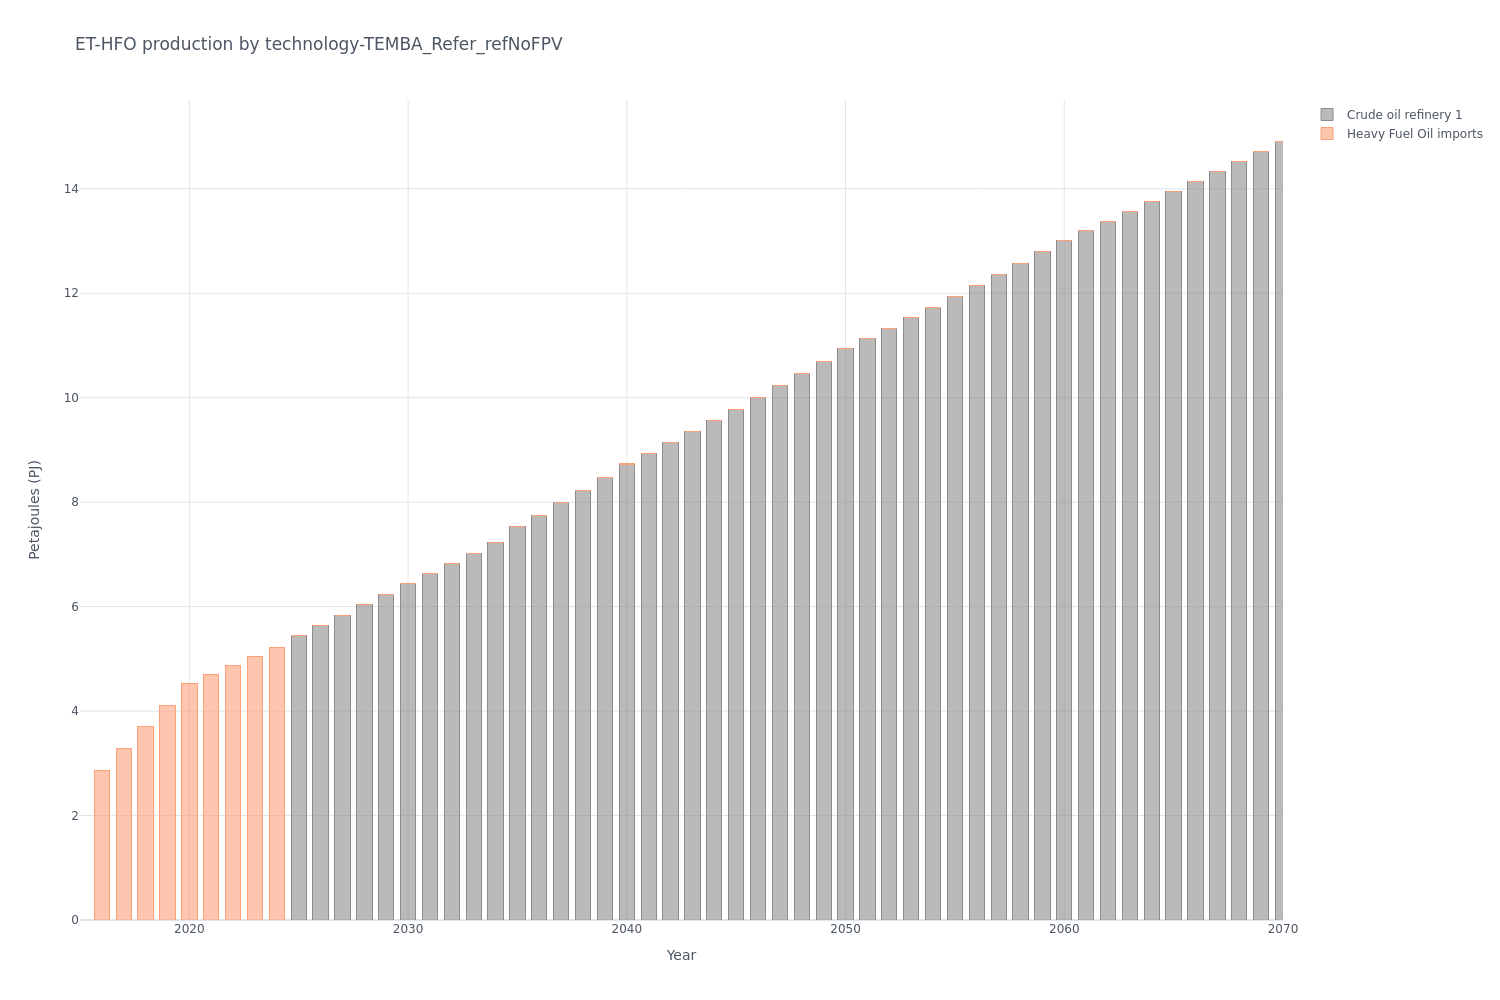 ET-HFO production by technology-TEMBA_Refer_refNoFPV
Crude oil refinery 1
Heavy Fuel Oil imports
Petajoules (PJ)
14
12
10
8
6
4
2
0
2020
2030
2040
2050
2060
2070
Year